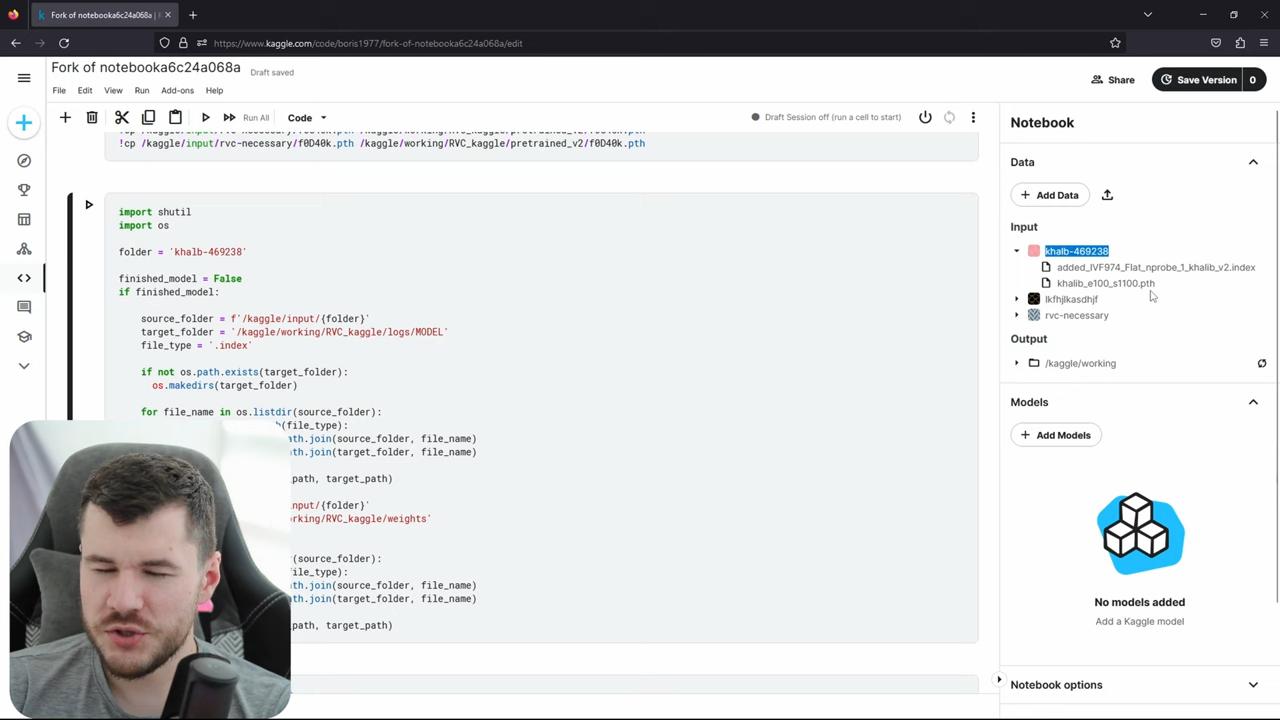 Fork of notebooka6c24a068a |
https://www.kaggle.com/code/boris1977/fork-of-notebooka6c24a068a/edit
Fork of notebooka6c24a068a
Draft saved
File Edit View Run Add-ons Help
Share
Save Version 0
Run All
Code
Draft Session off (run a cell to start)
!cp /kaggle/input/rvc-necessary/f0D40k.pth /kaggle/working/RVC_kaggle/pretrained_v2/f0D40k.pth
import shutil
import os
folder = 'khalb-469238'
finished_model = False
if finished_model:
source_folder = f'/kaggle/input/{folder}'
target_folder = '/kaggle/working/RVC_kaggle/logs/MODEL'
file_type = '.index'
if not os.path.exists(target_folder):
os.makedirs(target_folder)
for file_name in os.listdir(source_folder):
(file_type):
ath.join(source_folder, file_name)
ath.join(target_folder, file_name)
path, target_path)
input/{folder}'
orking/RVC_kaggle/weights'
(source_folder):
(file_type):
ath.join(source_folder, file_name)
ath.join(target_folder, file_name)
path, target_path)
Notebook
Data
Add Data
Input
khalb-469238
added_IVF974_Flat_nprobe_1_khalib_v2.index
khalib_e100_s1100.pth
lkfhjlkasdhjf
rvc-necessary
Output
/kaggle/working
Models
Add Models
No models added
Add a Kaggle model
Notebook options